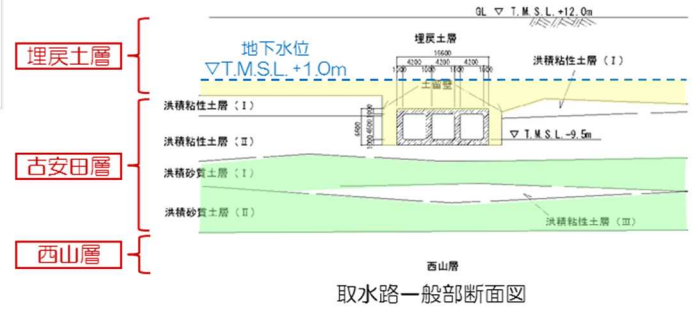 GL ▽ T.M.S.L.+12.0m
埋戻土層
埋戻土層
地下水位
▽T.M.S.L.+1.0m
15600
4200 4200 4200
洪積粘性土層(Ⅰ)
土留壁
洪積粘性土層(Ⅰ)
▽ T.M.S.L.-9.5m
洪積粘性土層(Ⅱ)
古安田層
洪積砂質土層(Ⅰ)
洪積砂質土層(Ⅱ)
洪積粘性土層(Ⅲ)
西山層
西山層
取水路一般部断面図